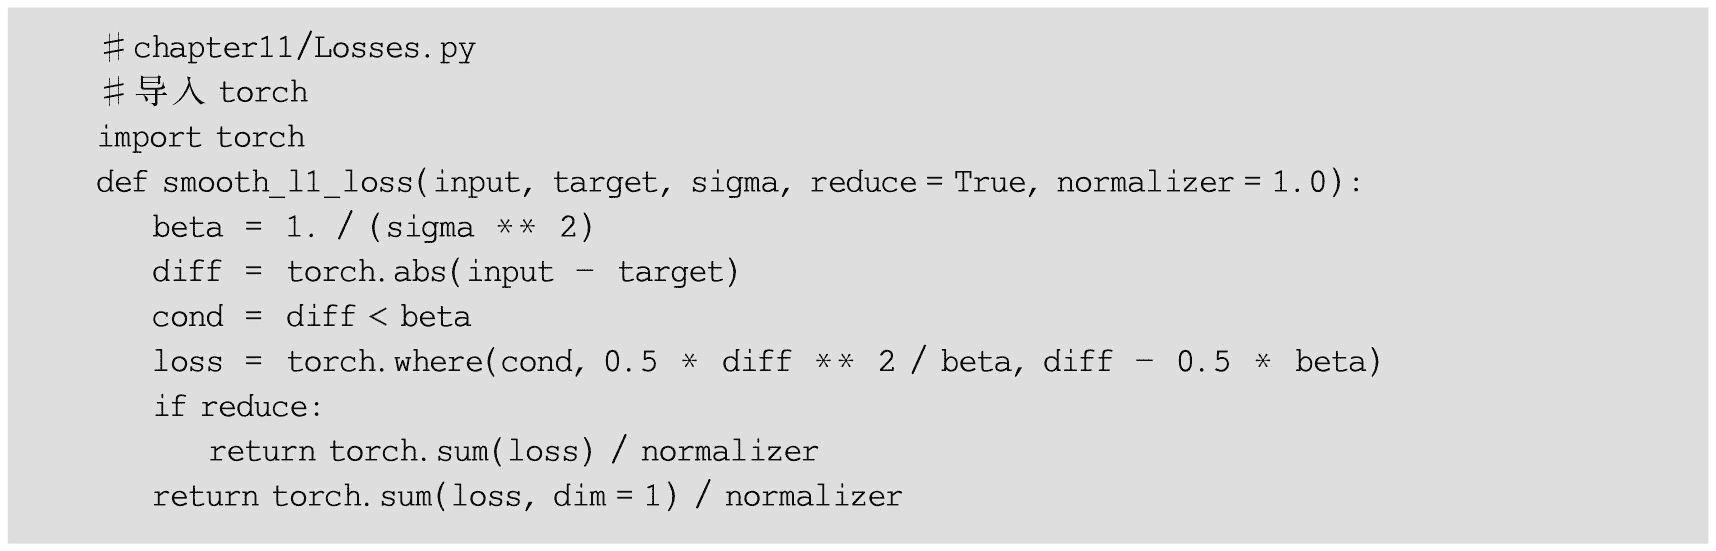 #chapter11/Losses.py
#导入 torch
import torch
def smooth_l1_loss(input, target, sigma, reduce = True, normalizer = 1.0):
beta = 1. / (sigma ** 2)
diff = torch.abs(input - target)
cond = diff < beta
loss = torch.where(cond, 0.5 * diff ** 2 / beta, diff - 0.5 * beta)
if reduce:
return torch.sum(loss) / normalizer
return torch.sum(loss, dim = 1) / normalizer